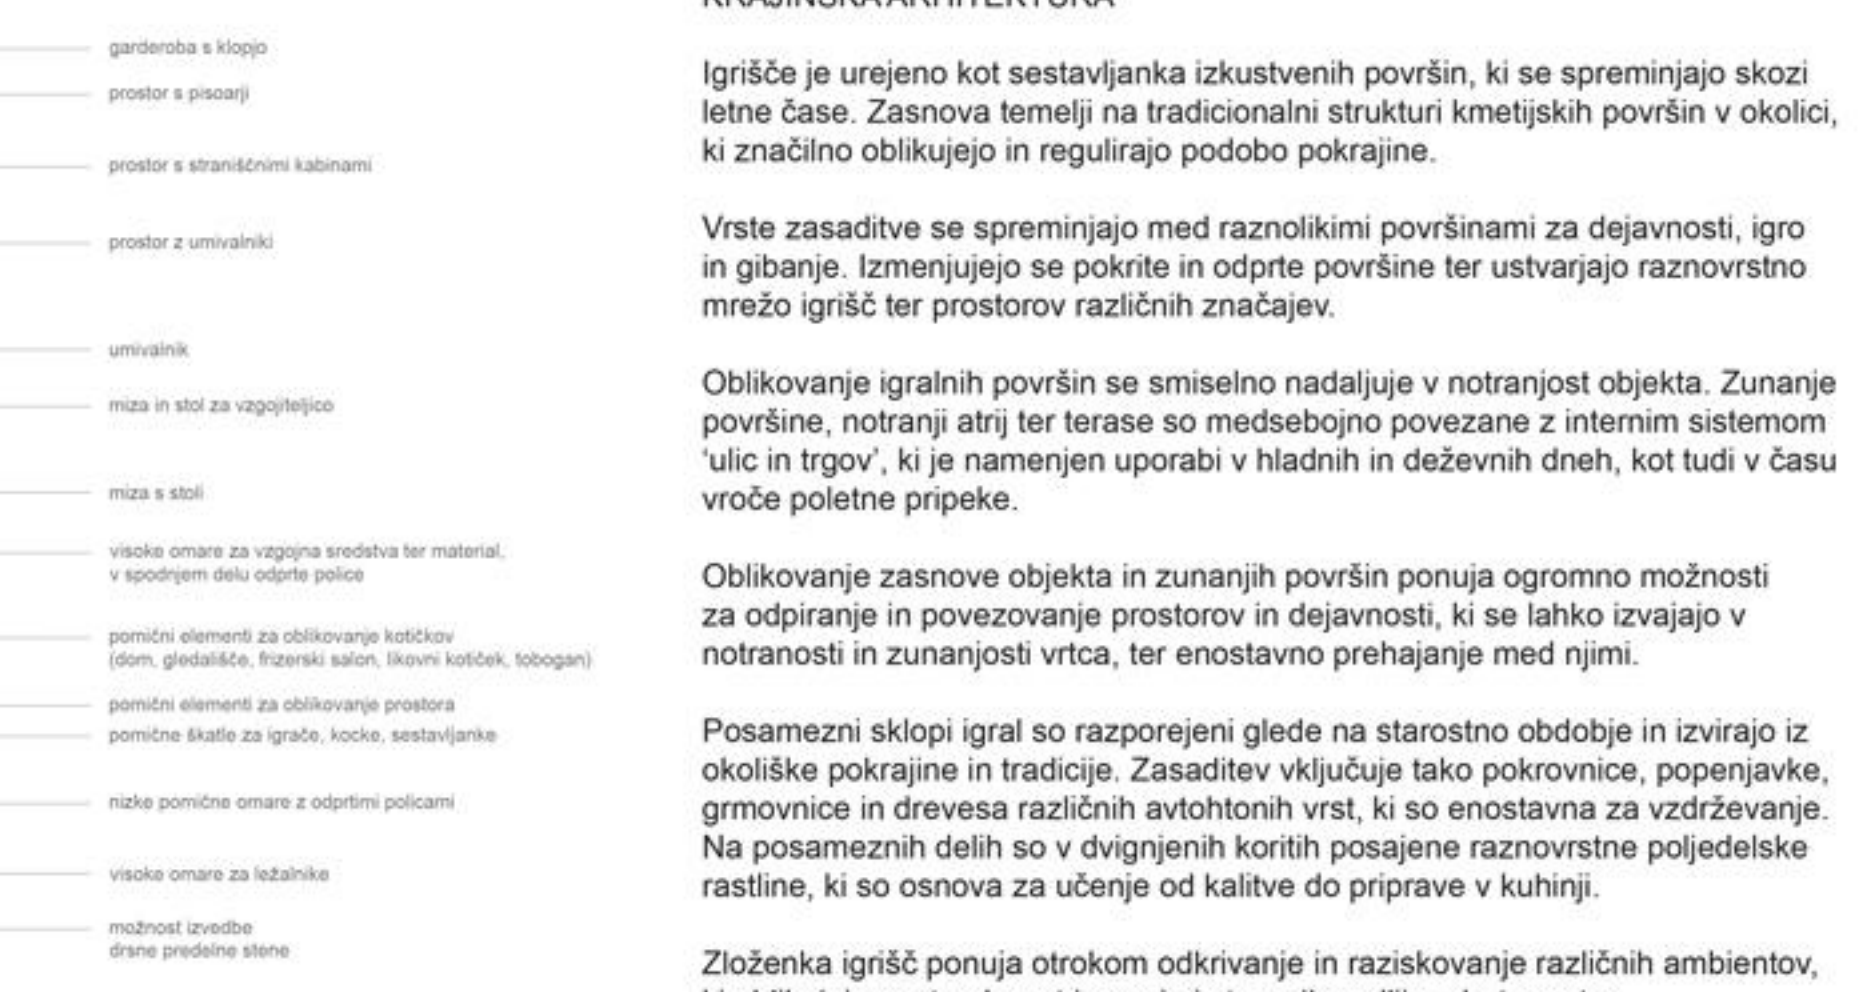 garderoba s klopjo
prostor s pisoarji
prostor s straniščnimi kabinami
prostor z umivalniki
umivalnik
miza in stol za vzgojiteljico
miza s stoli
visoke omare za vzgojna sredstva ter material,
v spodnjem delu odprte police
pomični elementi za oblikovanje kotičkov
(dom, gledališče, frizerski salon, likovni kotiček, tobogan)
pomični elementi za oblikovanje prostora
pomične škatle za igrače, kocke, sestavljanke
nizke pomične omare z odprtimi policami
visoke omare za ležalnike
možnost izvedbe
drsne predelne stene
KRAJINSKA ARHITEKTURA
Igrišče je urejeno kot sestavljanka izkustvenih površin, ki se spreminjajo skozi
letne čase. Zasnova temelji na tradicionalni strukturi kmetijskih površin v okolici,
ki značilno oblikujejo in regulirajo podobo pokrajine.
Vrste zasaditve se spreminjajo med raznolikimi površinami za dejavnosti, igro
in gibanje. Izmenjujejo se pokrite in odprte površine ter ustvarjajo raznovrstno
mrežo igrišč ter prostorov različnih značajev.
Oblikovanje igralnih površin se smiselno nadaljuje v notranjost objekta. Zunanje
površine, notranji atrij ter terase so medsebojno povezane z internim sistemom
‘ulic in trgov’, ki je namenjen uporabi v hladnih in deževnih dneh, kot tudi v času
vroče poletne pripeke.
Oblikovanje zasnove objekta in zunanjih površin ponuja ogromno možnosti
za odpiranje in povezovanje prostorov in dejavnosti, ki se lahko izvajajo v
notranosti in zunanjosti vrtca, ter enostavno prehajanje med njimi.
Posamezni sklopi igral so razporejeni glede na starostno obdobje in izvirajo iz
okoliške pokrajine in tradicije. Zasaditev vključuje tako pokrovnice, popenjavke,
grmovnice in drevesa različnih avtohtonih vrst, ki so enostavna za vzdrževanje.
Na posameznih delih so v dvignjenih koritih posajene raznovrstne poljedelske
rastline, ki so osnova za učenje od kalitve do priprave v kuhinji.
Zloženka igrišč ponuja otrokom odkrivanje in raziskovanje različnih ambientov,